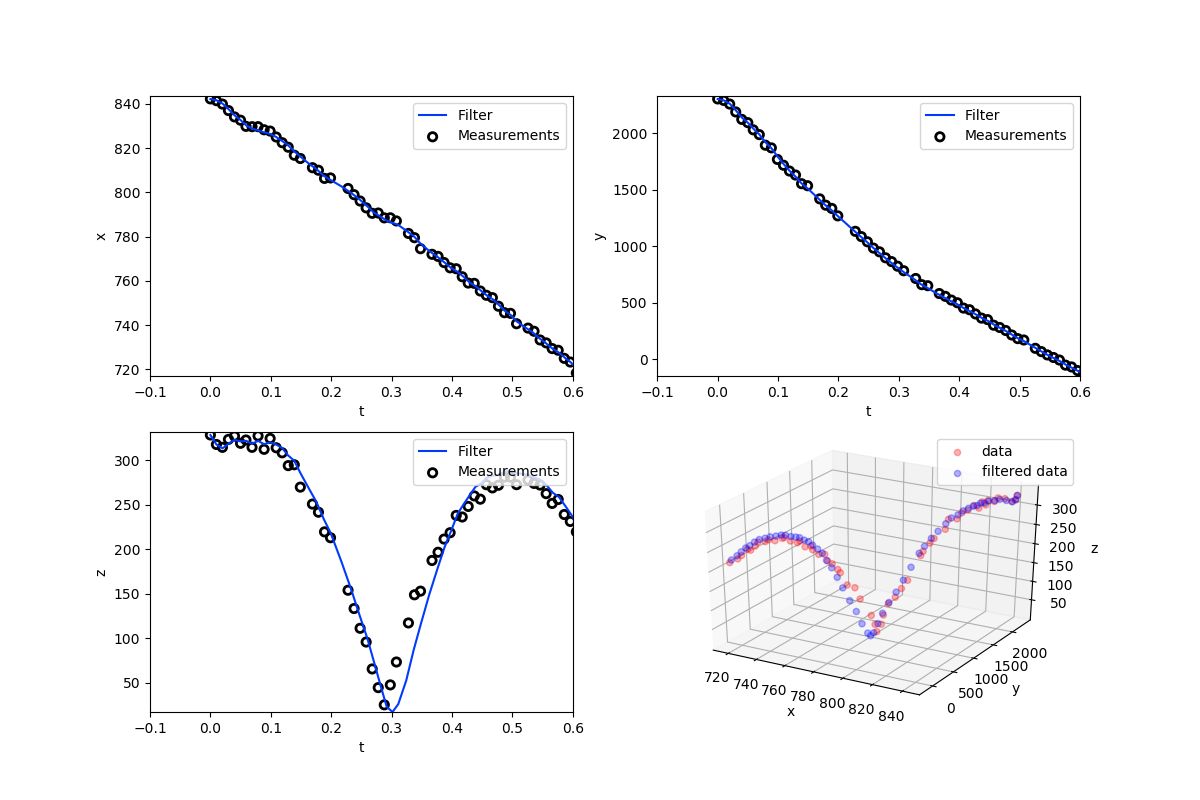 840
820
800
780
760
740
720
x
−0.1 0.0 0.1 0.2 0.3 0.4 0.5 0.6
t
Filter
Measurements
2000
1500
1000
500
0
y
−0.1 0.0 0.1 0.2 0.3 0.4 0.5 0.6
t
Filter
Measurements
300
250
200
150
100
50
z
−0.1 0.0 0.1 0.2 0.3 0.4 0.5 0.6
t
Filter
Measurements
data
filtered data
300
250
200
150
100
50
z
720 740 760 780 800 820 840
x
0 500 1000 1500 2000
y